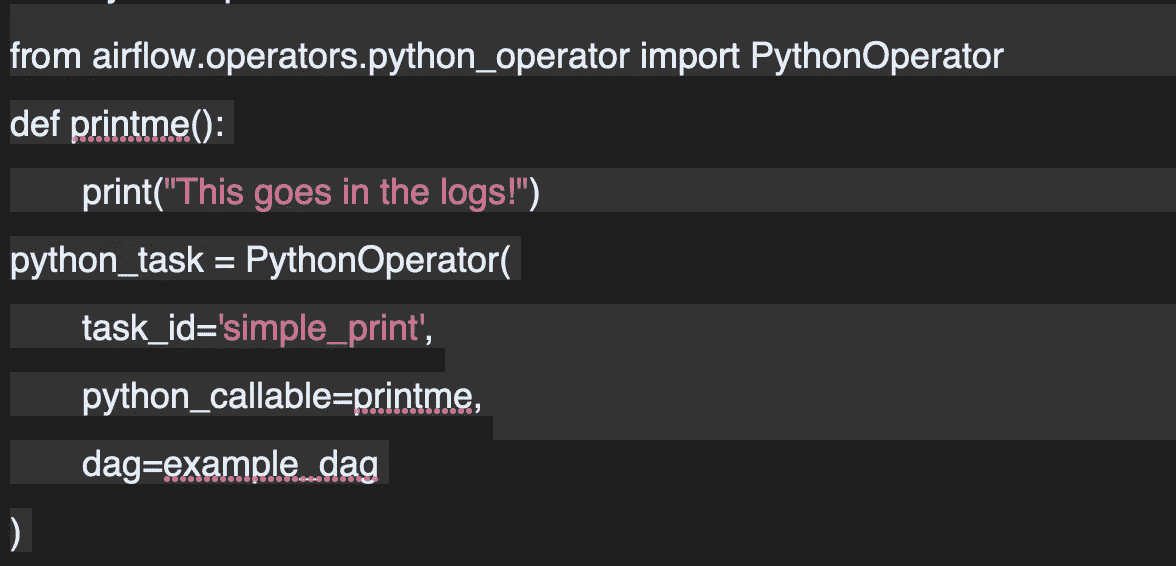 from airflow.operators.python_operator import PythonOperator
def printme():
print("This goes in the logs!")
python_task = PythonOperator(
task_id='simple_print',
python_callable=printme,
dag=example_dag
)